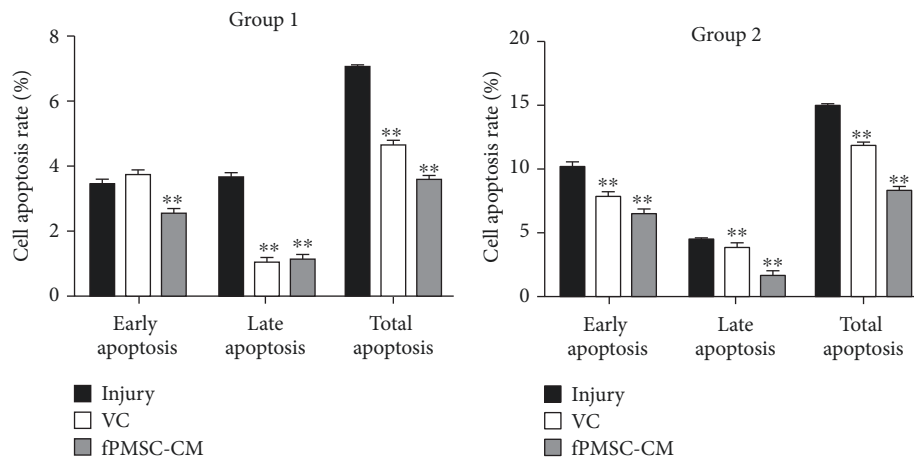 Group 1
Cell apoptosis rate (%)
8
6
4
2
0
**
**
**
**
**
Early apoptosis
Late apoptosis
Total apoptosis
Injury
VC
fPMSC-CM
Group 2
Cell apoptosis rate (%)
20
15
10
5
0
**
**
**
**
**
**
Early apoptosis
Late apoptosis
Total apoptosis
Injury
VC
fPMSC-CM